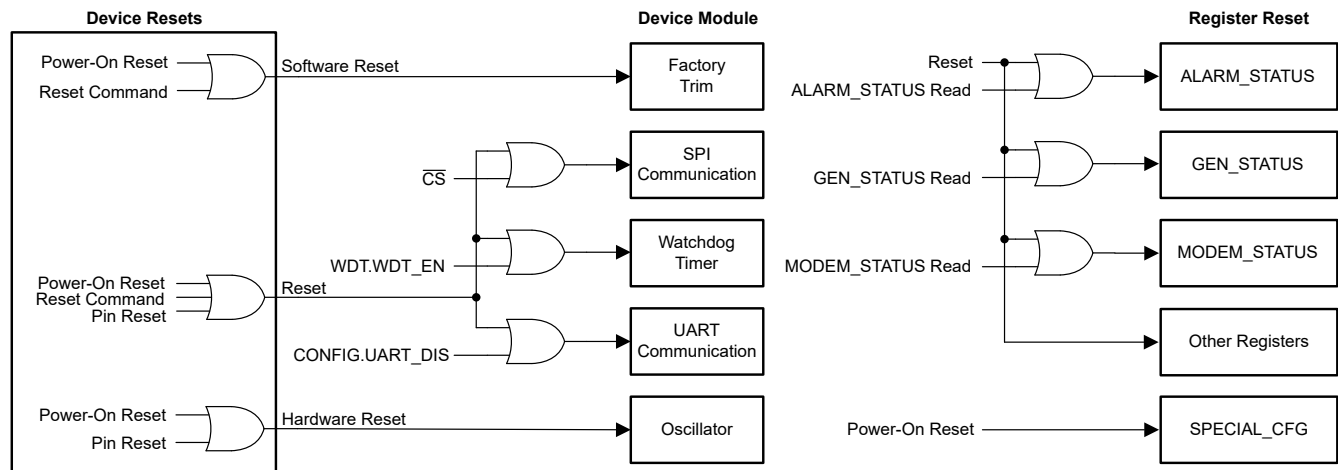 Device Resets
Device Module
Register Reset
Power-On Reset
Reset Command
Software Reset
Factory
Trim
Reset
ALARM_STATUS Read
ALARM_STATUS
CS
SPI
Communication
GEN_STATUS Read
GEN_STATUS
WDT.WDT_EN
Watchdog
Timer
MODEM_STATUS Read
MODEM_STATUS
Power-On Reset
Reset Command
Pin Reset
Reset
CONFIG.UART_DIS
UART
Communication
Other Registers
Power-On Reset
Pin Reset
Hardware Reset
Oscillator
Power-On Reset
SPECIAL_CFG